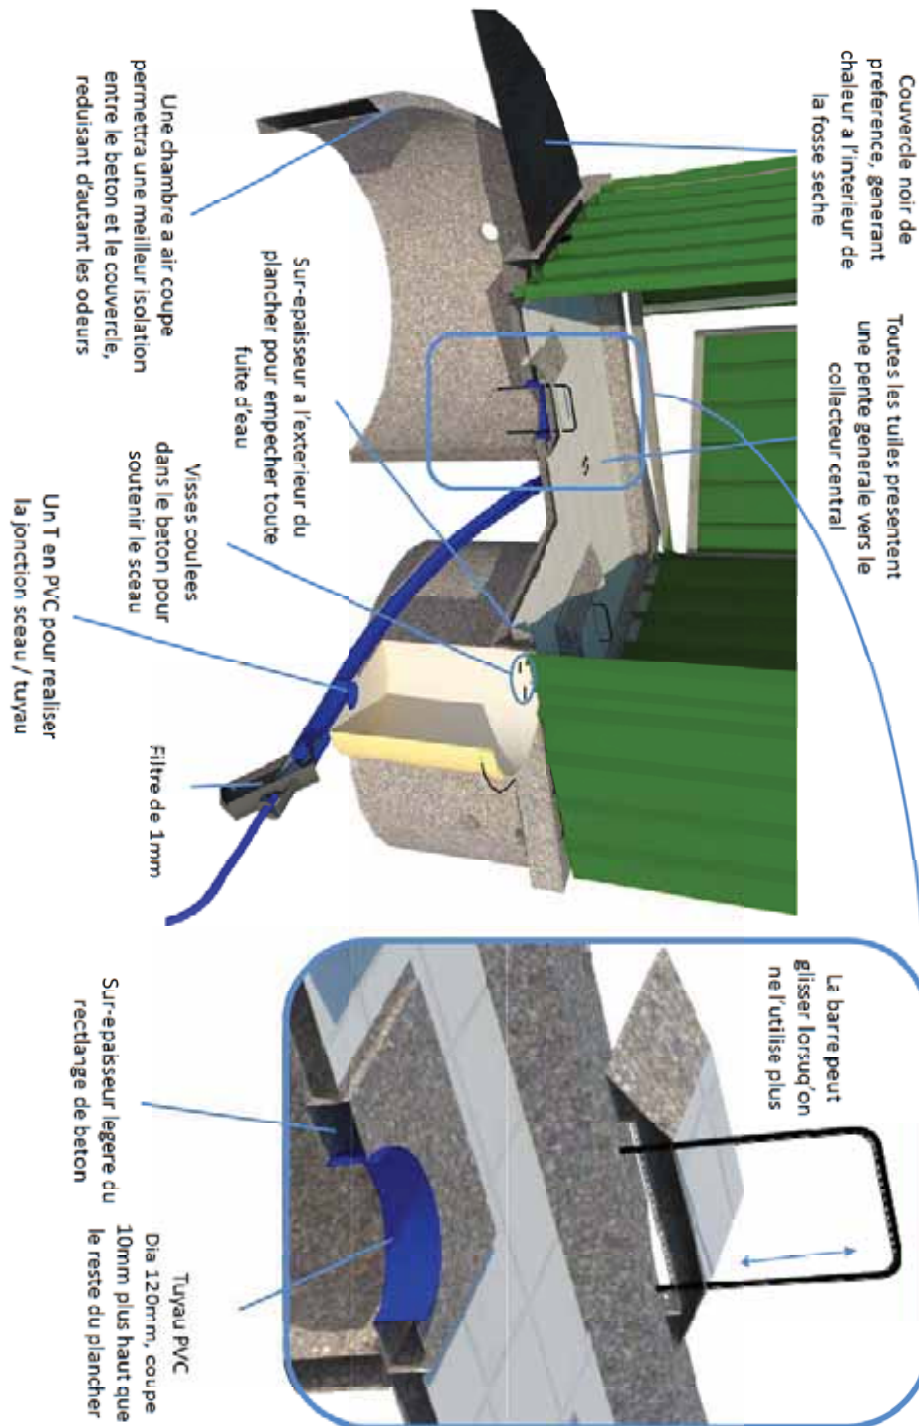 Couvercle noir de
preference, generant
chaleur a l'interieur de
la fosse seche
Toutes les tuiles presentent
une pente generale vers le
collecteur central
Une chambre a air coupe
permettra une meilleur isolation
entre le beton et le couvercle,
reduisant d'autant les odeurs
Sur-epaisseur a l'exterieur du
plancher pour empecher toute
fuite d'eau
Visses coulees
dans le beton pour
soutenir le sceau
Un T en PVC pour realiser
la jonction sceau / tuyau
Filtre de 1mm
La barre peut
glisser lorsuq'on
ne l'utilise plus
Sur-epaisseur legere du
rectlange de beton
Tuyau PVC
Dia 120mm, coupe
10mm plus haut que
le reste du plancher